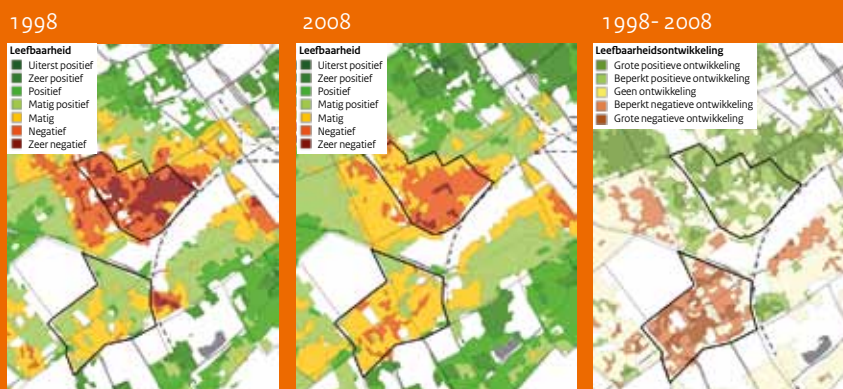 1998
Leefbaarheid
Uiterst positief
Zeer positief
Positief
Matig positief
Matig
Negatief
Zeer negatief
2008
Leefbaarheid
Uiterst positief
Zeer positief
Positief
Matig positief
Matig
Negatief
Zeer negatief
1998- 2008
Leefbaarheidsontwikkeling
Grote positieve ontwikkeling
Beperkt positieve ontwikkeling
Geen ontwikkeling
Beperkt negatieve ontwikkeling
Grote negatieve ontwikkeling